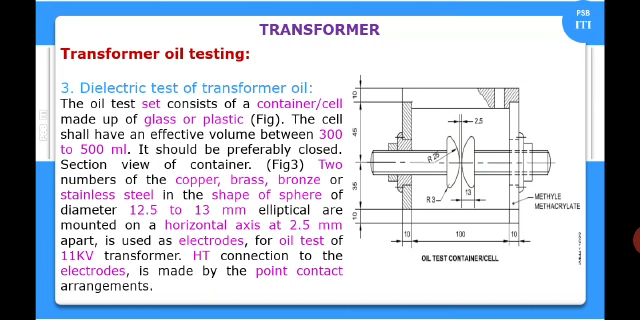 PSB
ITI
TRANSFORMER
Transformer oil testing:
3. Dielectric test of transformer oil:
The oil test set consists of a container/cell
made up of glass or plastic (Fig). The cell
shall have an effective volume between 300
to 500 ml. It should be preferably closed.
Section view of container. (Fig3) Two
numbers of the copper, brass, bronze or
stainless steel in the shape of sphere of
diameter 12.5 to 13 mm elliptical are
mounted on a horizontal axis at 2.5 mm
apart, is used as electrodes, for oil test of
11KV transformer. HT connection to the
electrodes, is made by the point contact
arrangements.
10
2.5
45
R 25
35
13
R 3
10
METHYLE
METHACRYLATE
10
100
10
OIL TEST CONTAINER/CELL